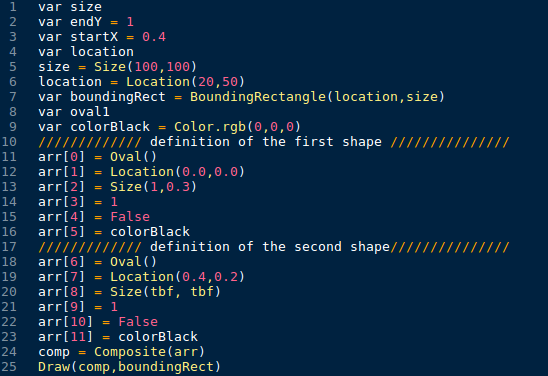 1 var size
2 var endY = 1
3 var startX = 0.4
4 var location
5 size = Size(100,100)
6 location = Location(20,50)
7 var boundingRect = BoundingRectangle(location,size)
8 var oval1
9 var colorBlack = Color.rgb(0,0,0)
10 ///////////// definition of the first shape ///////////////
11 arr[0] = Oval()
12 arr[1] = Location(0.0,0.0)
13 arr[2] = Size(1,0.3)
14 arr[3] = 1
15 arr[4] = False
16 arr[5] = colorBlack
17 ///////////// definition of the second shape///////////////
18 arr[6] = Oval()
19 arr[7] = Location(0.4,0.2)
20 arr[8] = Size(tbf, tbf)
21 arr[9] = 1
22 arr[10] = False
23 arr[11] = colorBlack
24 comp = Composite(arr)
25 Draw(comp,boundingRect)